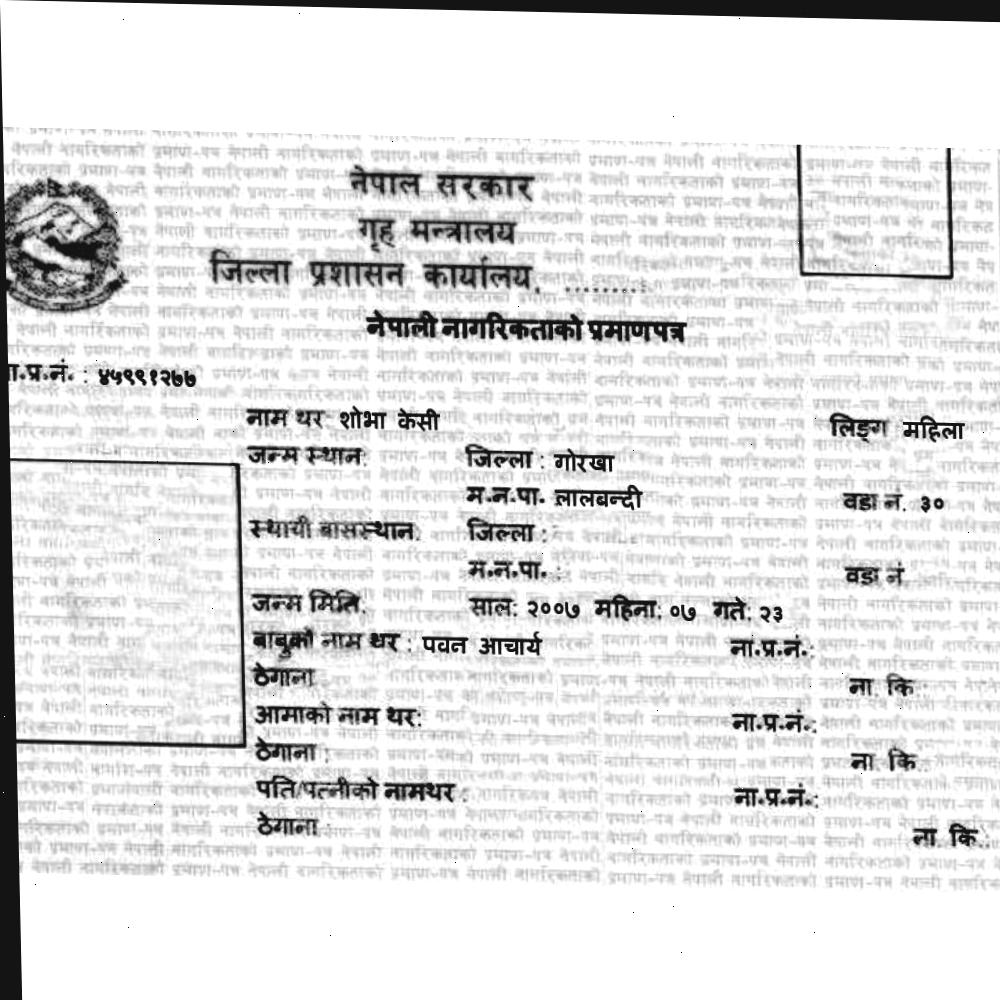 नेपाल सरकार
गृह मन्त्रालय
जिल्ला प्रशासन कार्यालय, ..........
नेपाली नागरिकताको प्रमाणपत्र
ा.प्र.नं. : ४५९९१२७७
नाम थर: शोभा केसी लिङ्ग: महिला
जन्म स्थान: जिल्ला : गोरखा
म.न.पा. लालबन्दी वडा नं. ३०
स्थायी बासस्थान: जिल्ला :
म.न.पा. : वडा नं.
जन्म मिति: साल: २००७ महिना: ०७ गते: २३
बाबुको नाम थर : पवन आचार्य ना.प्र.नं.:
ठेगाना : ना. कि.:
आमाको नाम थर: ना.प्र.नं.:
ठेगाना : ना. कि.:
पति/पत्नीको नामथर : ना.प्र.नं.:
ठेगाना : ना. कि.: